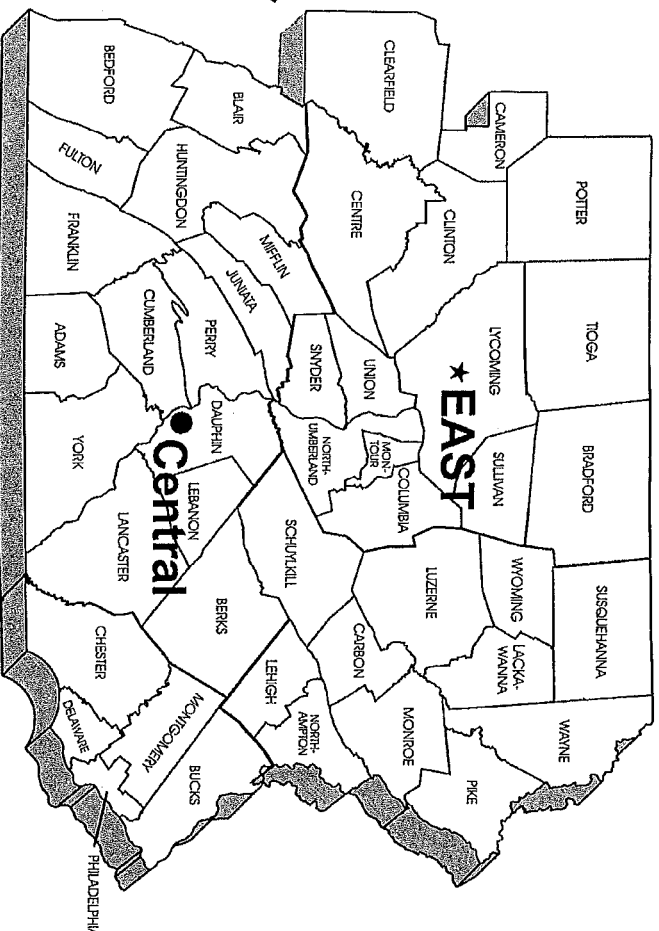 POTTER
TIOGA
BRADFORD
SUSQUEHANNA
WAYNE
CAMERON
CLINTON
LYCOMING
SULLIVAN
WYOMING
LACKA-
WANNA
PIKE
★ EAST
CLEARFIELD
CENTRE
UNION
MON-
TOUR
COLUMBIA
LUZERNE
MONROE
SNYDER
NORTH-
UMBERLAND
CARBON
NORTH-
AMPTON
SCHUYLKILL
LEHIGH
BLAIR
HUNTINGDON
MIFFLIN
JUNIATA
PERRY
DAUPHIN
LEBANON
BERKS
BUCKS
MONTGOMERY
● Central
BEDFORD
FULTON
FRANKLIN
CUMBERLAND
ADAMS
YORK
LANCASTER
CHESTER
DELAWARE
PHILADELPHIA